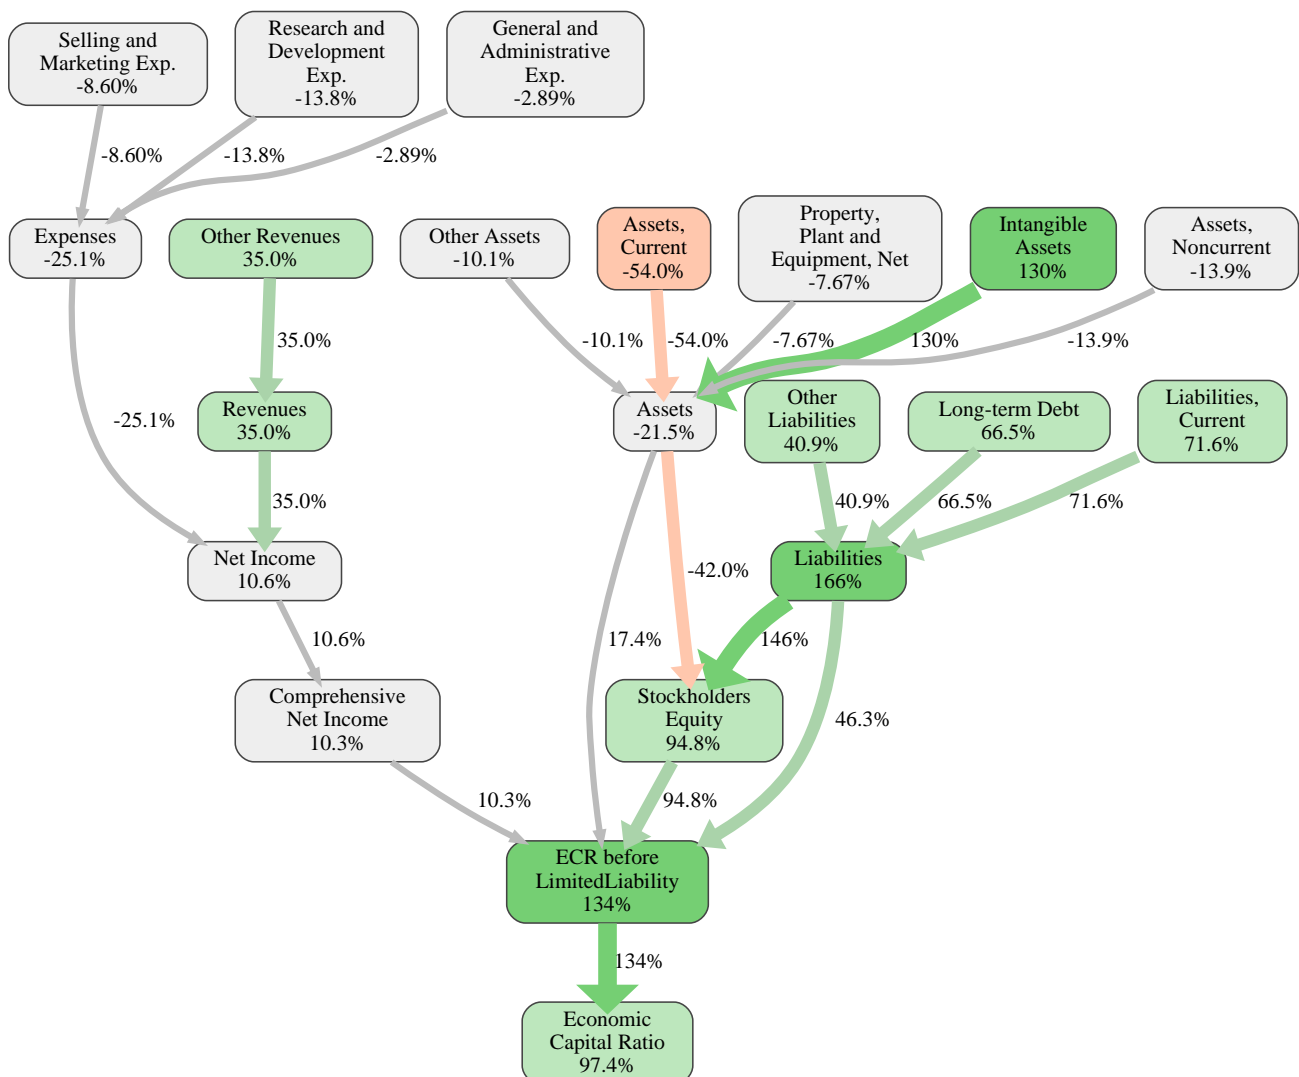 Selling and
Marketing Exp.
-8.60%
Research and
Development
Exp.
-13.8%
General and
Administrative
Exp.
-2.89%
-8.60%
-13.8%
-2.89%
Expenses
-25.1%
Other Revenues
35.0%
Other Assets
-10.1%
Assets,
Current
-54.0%
Property,
Plant and
Equipment, Net
-7.67%
Intangible
Assets
130%
Assets,
Noncurrent
-13.9%
35.0%
-10.1%
-54.0%
-7.67%
130%
-13.9%
-25.1%
Revenues
35.0%
Assets
-21.5%
Other
Liabilities
40.9%
Long-term Debt
66.5%
Liabilities,
Current
71.6%
35.0%
40.9%
66.5%
71.6%
Net Income
10.6%
-42.0%
Liabilities
166%
10.6%
17.4%
146%
Comprehensive
Net Income
10.3%
Stockholders
Equity
94.8%
46.3%
10.3%
94.8%
ECR before
LimitedLiability
134%
134%
Economic
Capital Ratio
97.4%